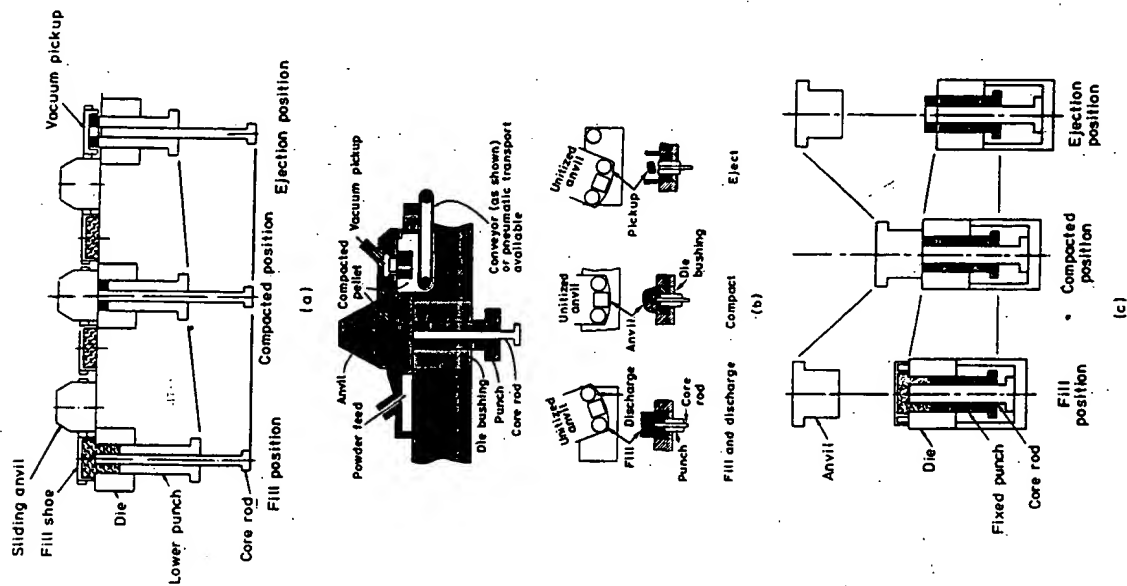 Sliding anvil
Fill shoe
Die
Lower punch
Core rod
Vacuum pickup
Fill position
Compacted position
Ejection position
(a)
Anvil
Powder feed
Compacted
pellet
Vacuum pickup
Conveyor (as shown)
or pneumatic transport
available
Die bushing
Punch
Core rod
Unitized
anvil
Fill
Discharge
Punch
Core
rod
Unitized
anvil
Anvil
Die
bushing
Unitized
anvil
Pickup
Fill and discharge
Compact
Eject
(b)
Anvil
Die
Fixed punch
Core rod
Fill
position
Compacted
position
Ejection
position
(c)